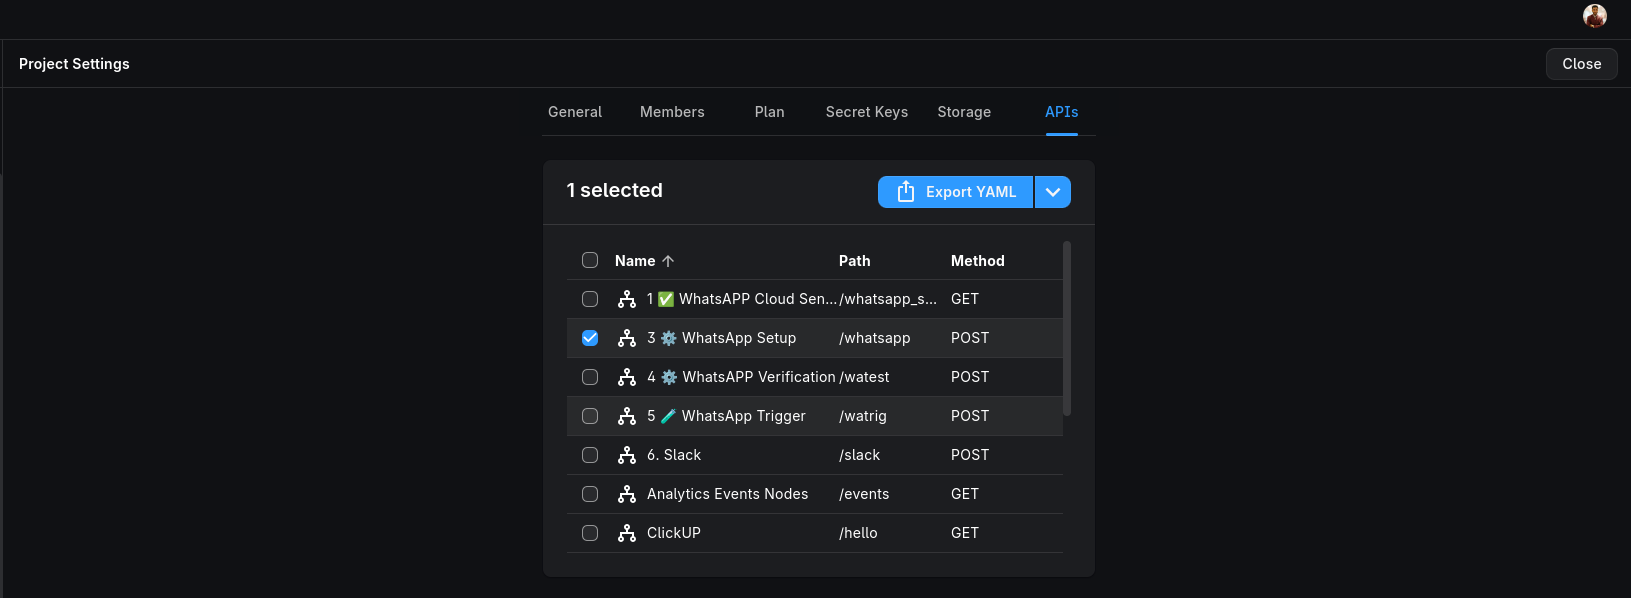 Project Settings
Close
General Members Plan Secret Keys Storage APIs
1 selected
Export YAML
Name ↑ Path Method
1 ✅ WhatsAPP Cloud Sen... /whatsapp_s... GET
3 ⚙️ WhatsApp Setup /whatsapp POST
4 ⚙️ WhatsAPP Verification /watest POST
5 🧪 WhatsApp Trigger /watrig POST
6. Slack /slack POST
Analytics Events Nodes /events GET
ClickUP /hello GET